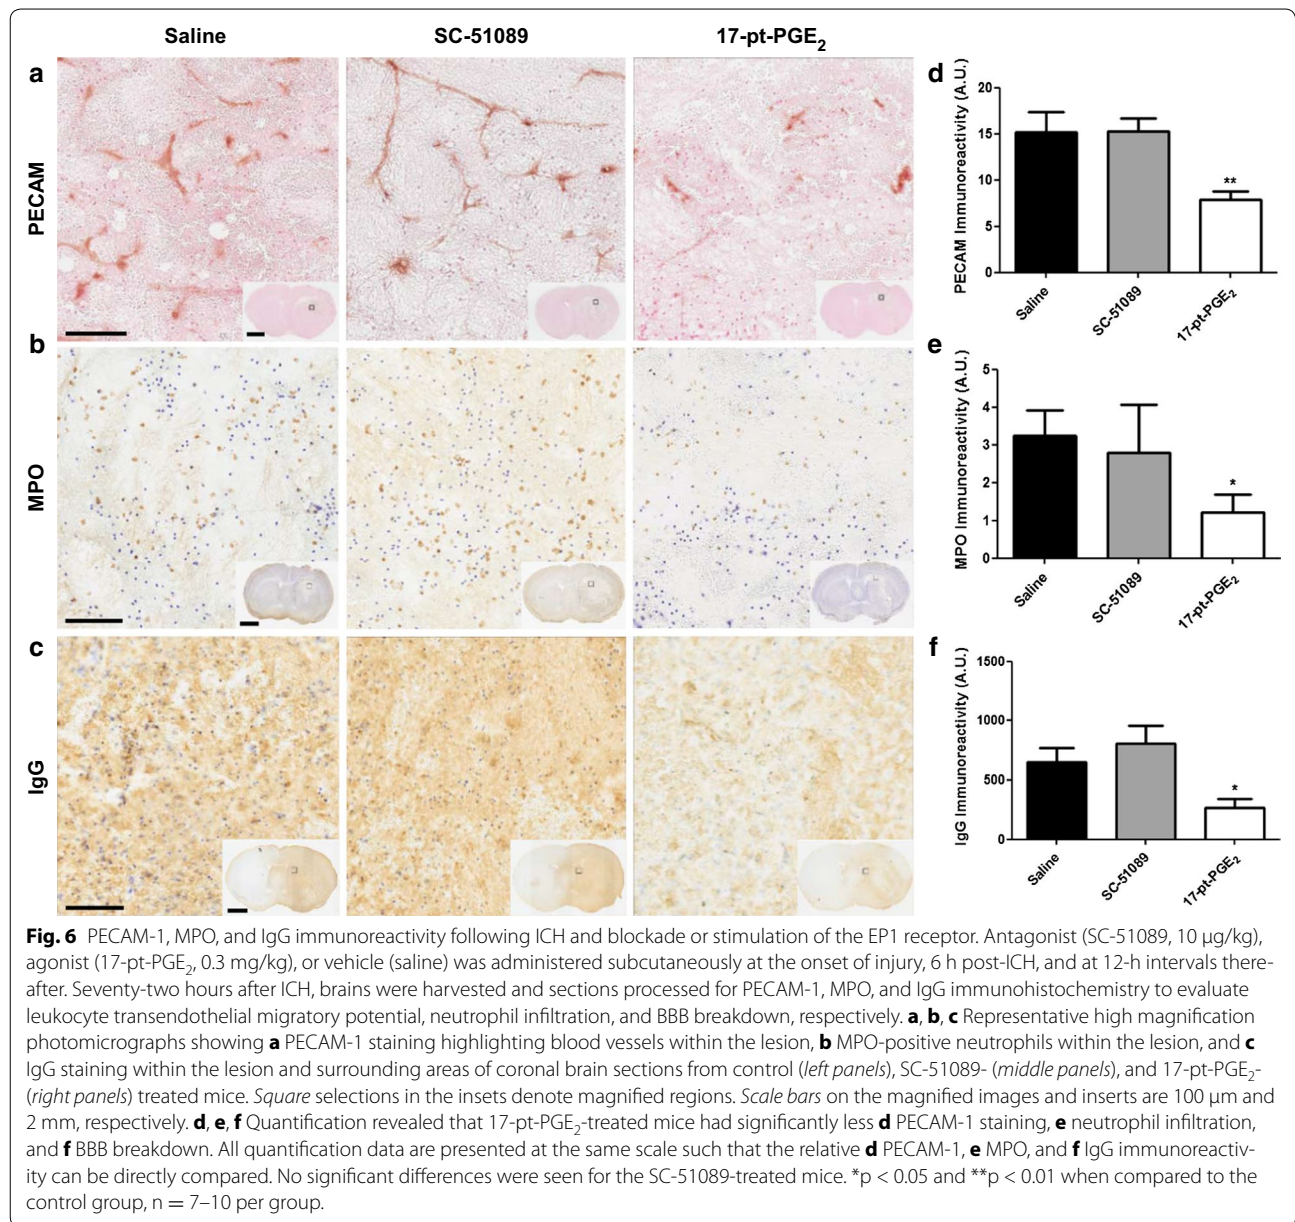 Saline
SC-51089
17-pt-PGE2
a
PECAM
b
MPO
c
IgG
d
PECAM Immunoreactivity (A.U.)
20
15
10
5
0
**
Saline
SC-51089
17-pt-PGE2
e
MPO Immunoreactivity (A.U.)
5
4
3
2
1
0
*
Saline
SC-51089
17-pt-PGE2
f
IgG Immunoreactivity (A.U.)
1500
1000
500
0
*
Saline
SC-51089
17-pt-PGE2
Fig. 6 PECAM-1, MPO, and IgG immunoreactivity following ICH and blockade or stimulation of the EP1 receptor. Antagonist (SC-51089, 10 µg/kg),
agonist (17-pt-PGE2, 0.3 mg/kg), or vehicle (saline) was administered subcutaneously at the onset of injury, 6 h post-ICH, and at 12-h intervals there-
after. Seventy-two hours after ICH, brains were harvested and sections processed for PECAM-1, MPO, and IgG immunohistochemistry to evaluate
leukocyte transendothelial migratory potential, neutrophil infiltration, and BBB breakdown, respectively. a, b, c Representative high magnification
photomicrographs showing a PECAM-1 staining highlighting blood vessels within the lesion, b MPO-positive neutrophils within the lesion, and c
IgG staining within the lesion and surrounding areas of coronal brain sections from control (left panels), SC-51089- (middle panels), and 17-pt-PGE2-
(right panels) treated mice. Square selections in the insets denote magnified regions. Scale bars on the magnified images and inserts are 100 µm and
2 mm, respectively. d, e, f Quantification revealed that 17-pt-PGE2-treated mice had significantly less d PECAM-1 staining, e neutrophil infiltration,
and f BBB breakdown. All quantification data are presented at the same scale such that the relative d PECAM-1, e MPO, and f IgG immunoreactiv-
ity can be directly compared. No significant differences were seen for the SC-51089-treated mice. *p < 0.05 and **p < 0.01 when compared to the
control group, n = 7–10 per group.